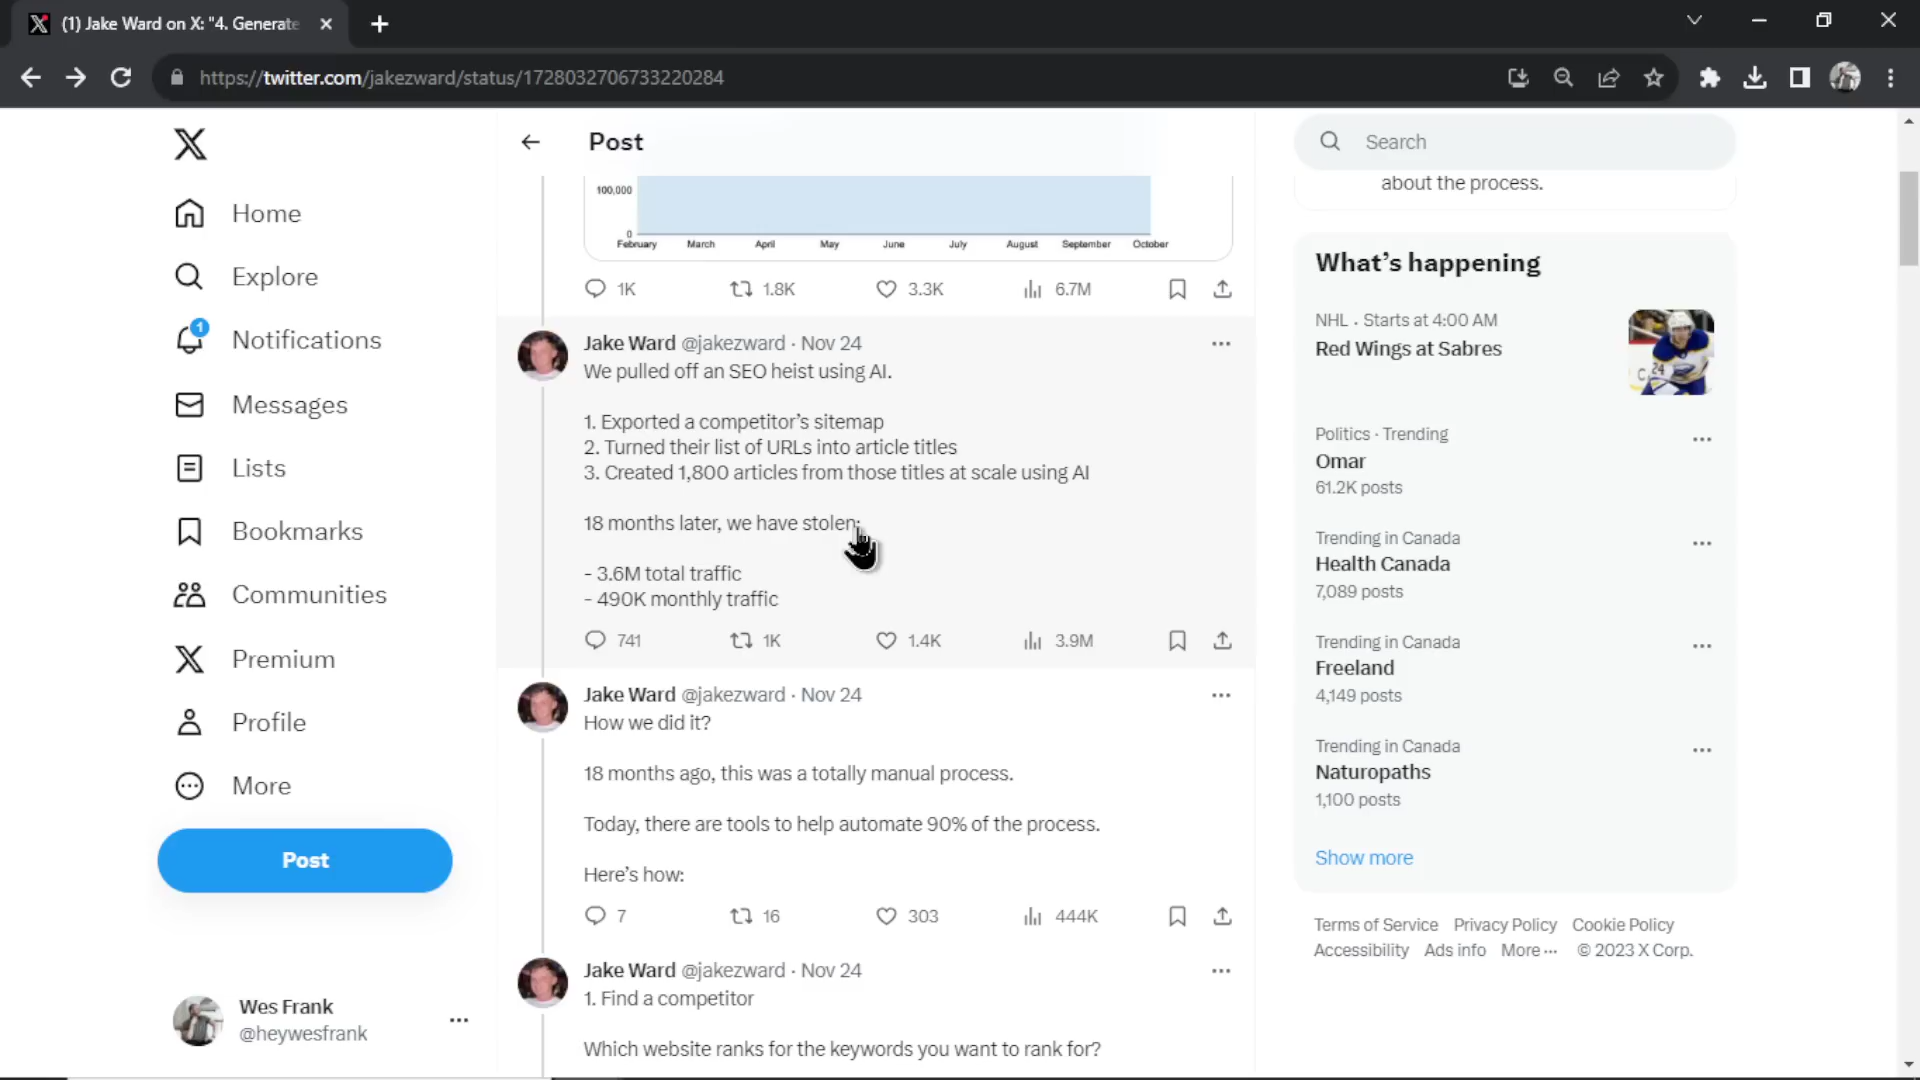 (1) Jake Ward on X: "4. Generate
https://twitter.com/jakezward/status/1728032706733220284
Home
Explore
1
Notifications
Messages
Lists
Bookmarks
Communities
Premium
Profile
More
Post
Wes Frank
@heywesfrank
Post
100,000
0
February March April May June July August September October
1K 1.8K 3.3K 6.7M
Jake Ward @jakezward · Nov 24
We pulled off an SEO heist using AI.
1. Exported a competitor's sitemap
2. Turned their list of URLs into article titles
3. Created 1,800 articles from those titles at scale using AI
18 months later, we have stolen:
- 3.6M total traffic
- 490K monthly traffic
741 1K 1.4K 3.9M
Jake Ward @jakezward · Nov 24
How we did it?
18 months ago, this was a totally manual process.
Today, there are tools to help automate 90% of the process.
Here's how:
7 16 303 444K
Jake Ward @jakezward · Nov 24
1. Find a competitor
Which website ranks for the keywords you want to rank for?
Search
about the process.
What's happening
NHL · Starts at 4:00 AM
Red Wings at Sabres
Politics · Trending
Omar
61.2K posts
Trending in Canada
Health Canada
7,089 posts
Trending in Canada
Freeland
4,149 posts
Trending in Canada
Naturopaths
1,100 posts
Show more
Terms of Service Privacy Policy Cookie Policy
Accessibility Ads info More ··· © 2023 X Corp.